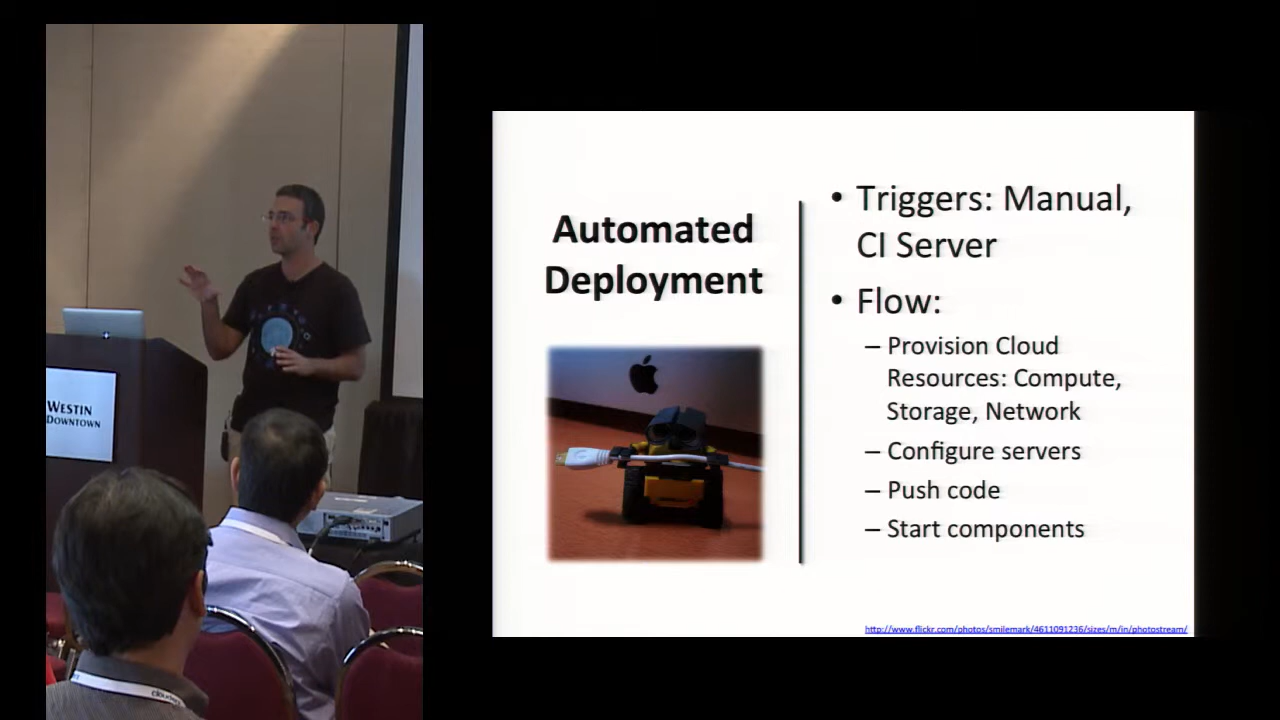 WESTIN
DOWNTOWN
Automated
Deployment
• Triggers: Manual,
CI Server
• Flow:
– Provision Cloud
Resources: Compute,
Storage, Network
– Configure servers
– Push code
– Start components
http://www.flickr.com/photos/smilemark/4611091236/sizes/m/in/photostream/